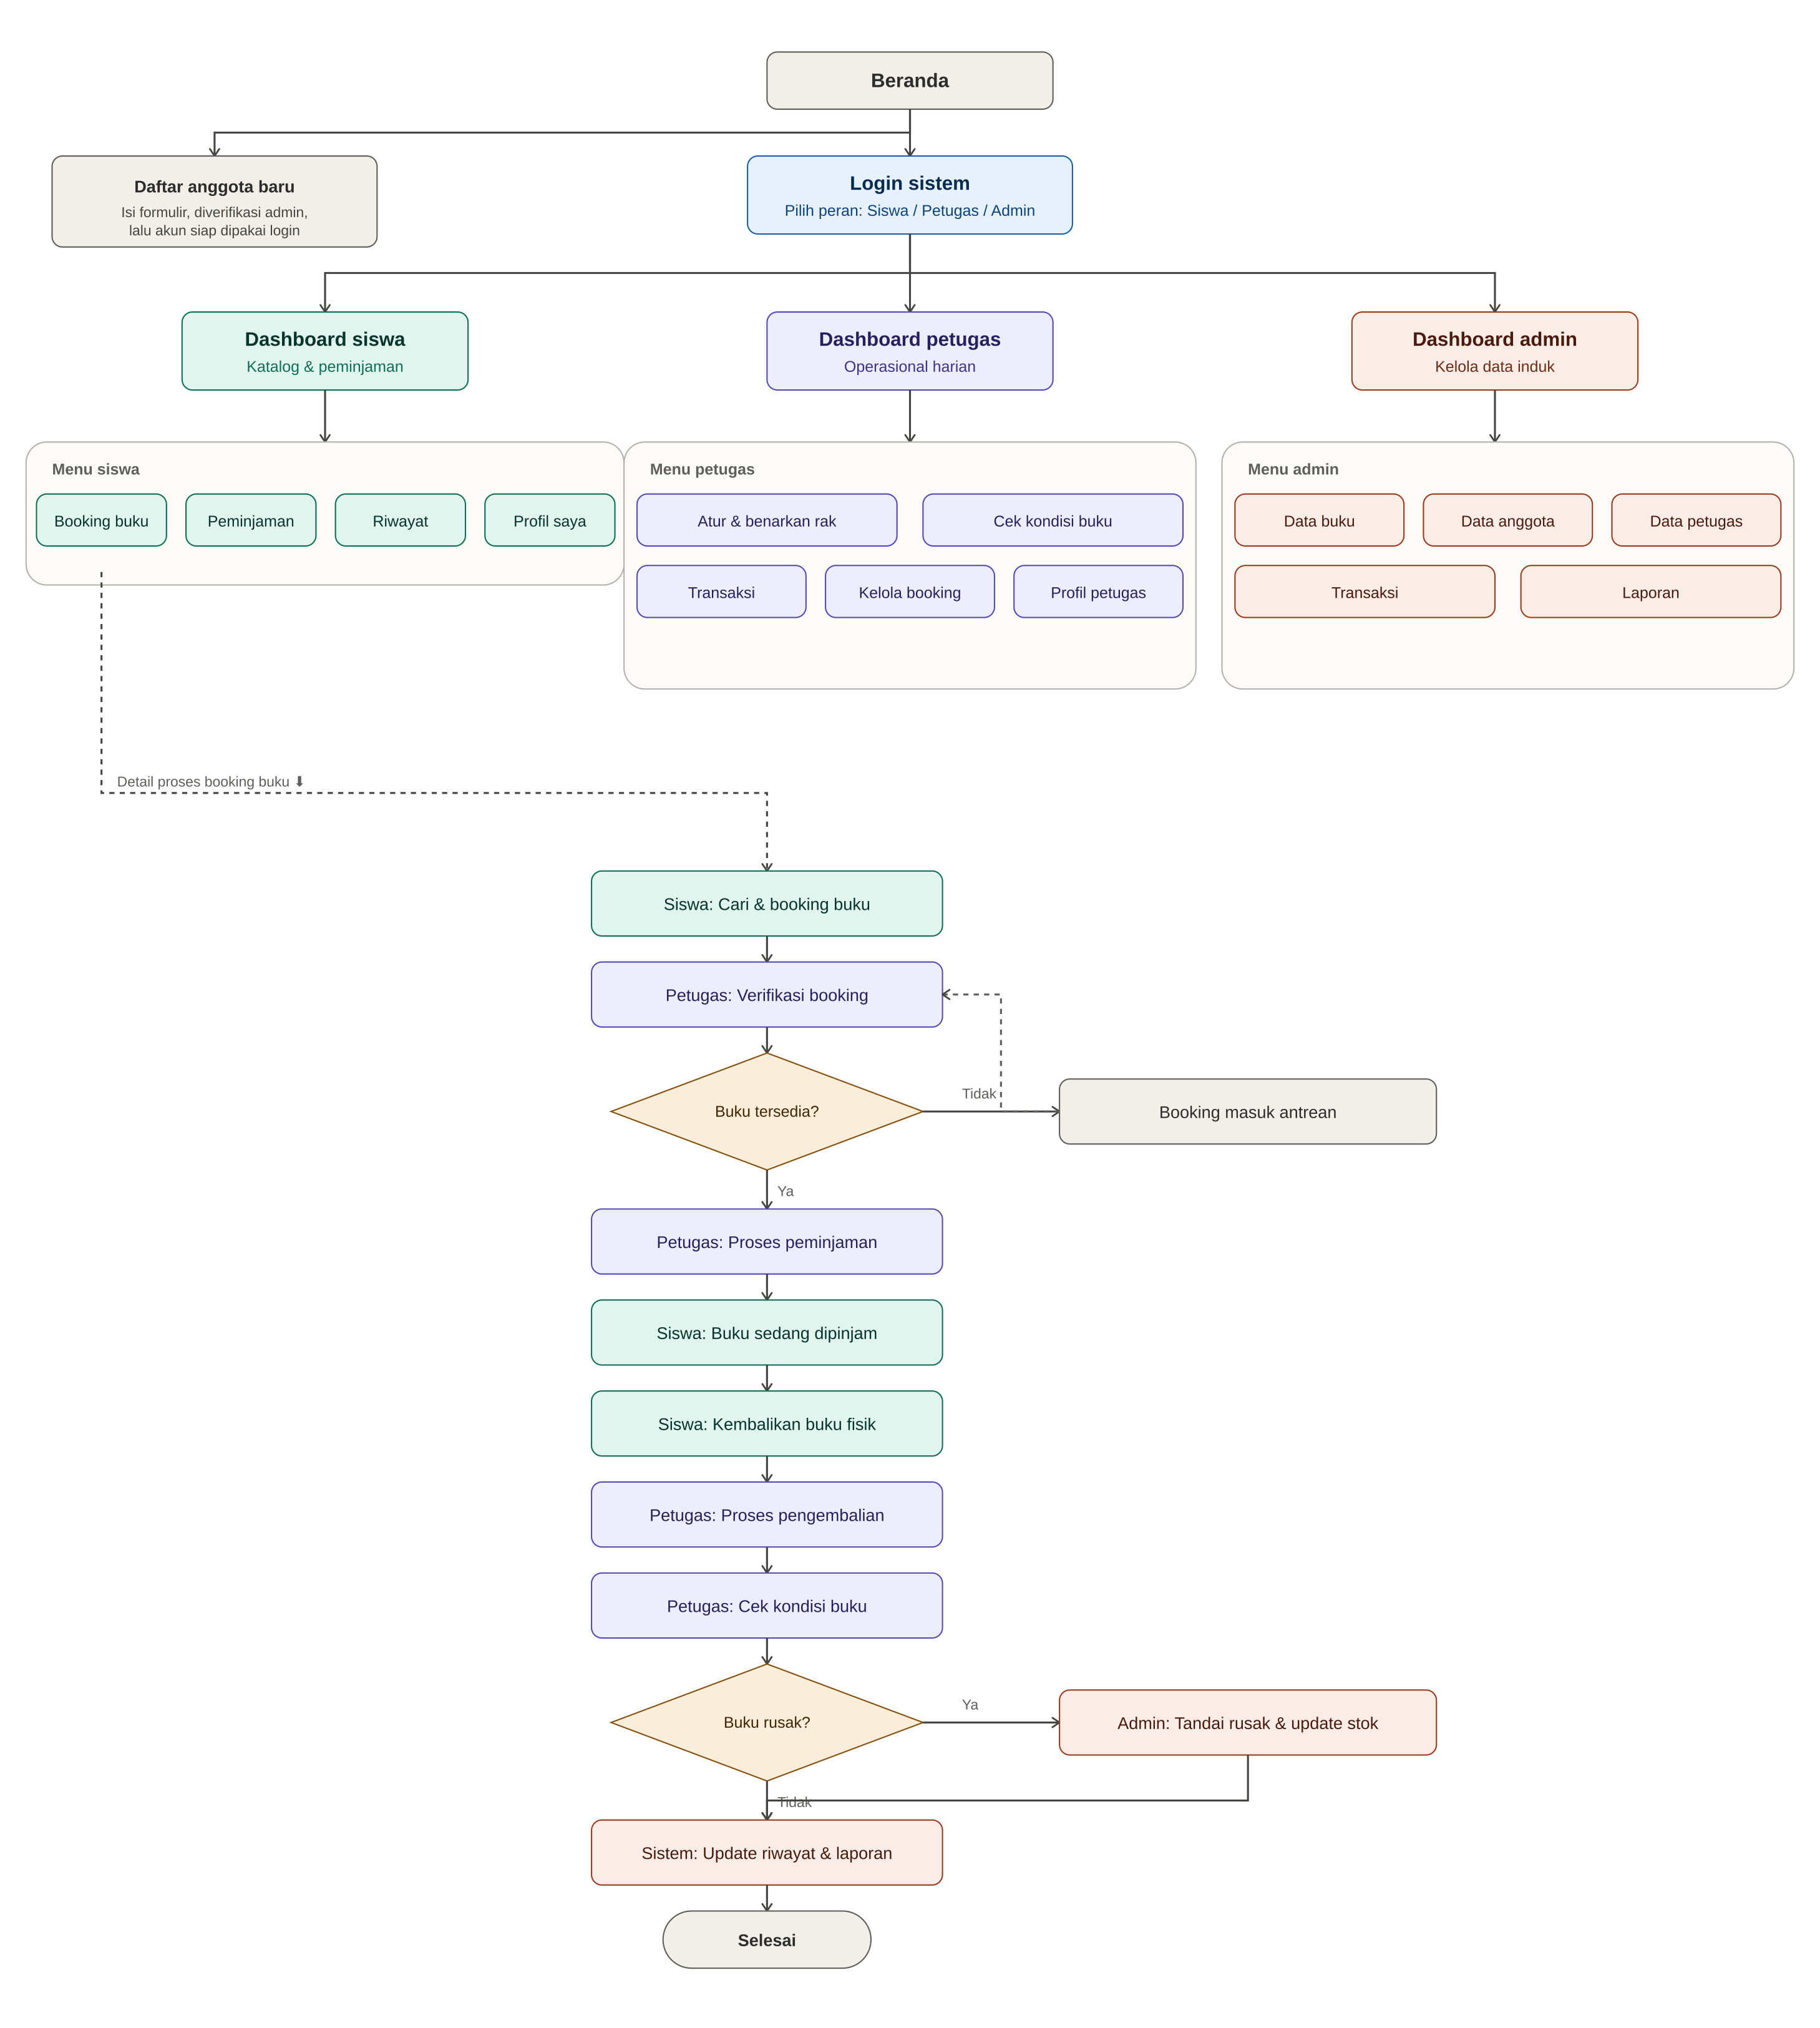 Beranda
Daftar anggota baru
Isi formulir, diverifikasi admin,
lalu akun siap dipakai login
Login sistem
Pilih peran: Siswa / Petugas / Admin
Dashboard siswa
Katalog & peminjaman
Dashboard petugas
Operasional harian
Dashboard admin
Kelola data induk
Menu siswa
Booking buku
Peminjaman
Riwayat
Profil saya
Menu petugas
Atur & benarkan rak
Cek kondisi buku
Transaksi
Kelola booking
Profil petugas
Menu admin
Data buku
Data anggota
Data petugas
Transaksi
Laporan
Detail proses booking buku ⬇
Siswa: Cari & booking buku
Petugas: Verifikasi booking
Buku tersedia?
Tidak
Booking masuk antrean
Ya
Petugas: Proses peminjaman
Siswa: Buku sedang dipinjam
Siswa: Kembalikan buku fisik
Petugas: Proses pengembalian
Petugas: Cek kondisi buku
Buku rusak?
Ya
Admin: Tandai rusak & update stok
Tidak
Sistem: Update riwayat & laporan
Selesai